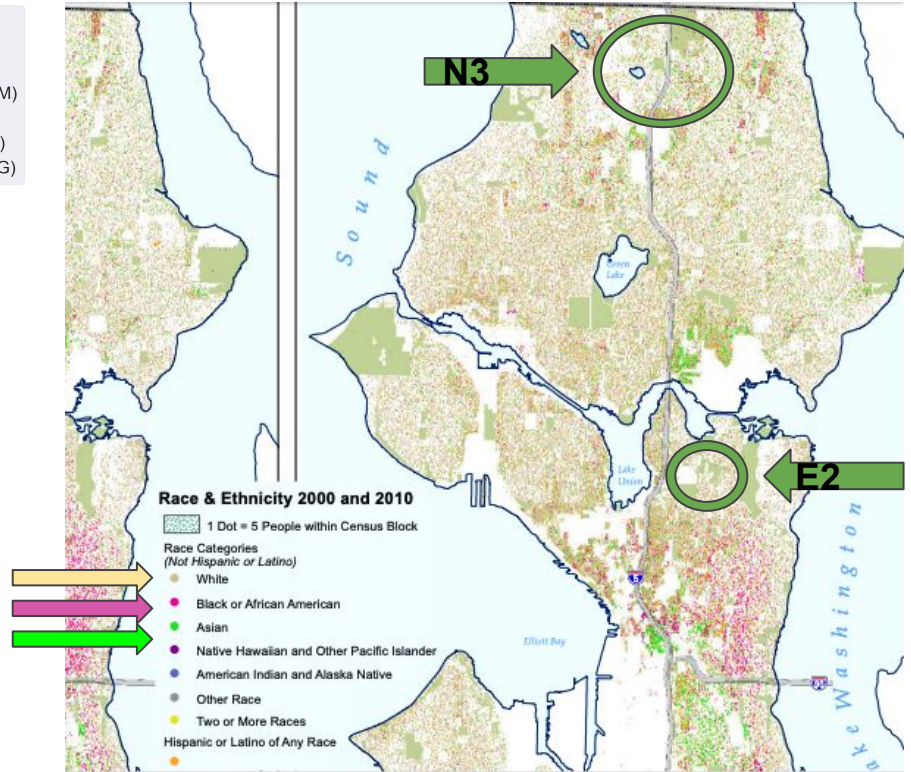 M)
)
G)
N3
Sound
Green
Lake
Lake
Union
E2
Race & Ethnicity 2000 and 2010
1 Dot = 5 People within Census Block
Race Categories
(Not Hispanic or Latino)
White
Black or African American
Asian
Native Hawaiian and Other Pacific Islander
American Indian and Alaska Native
Other Race
Two or More Races
Hispanic or Latino of Any Race
5
Elliott Bay
ake Washington